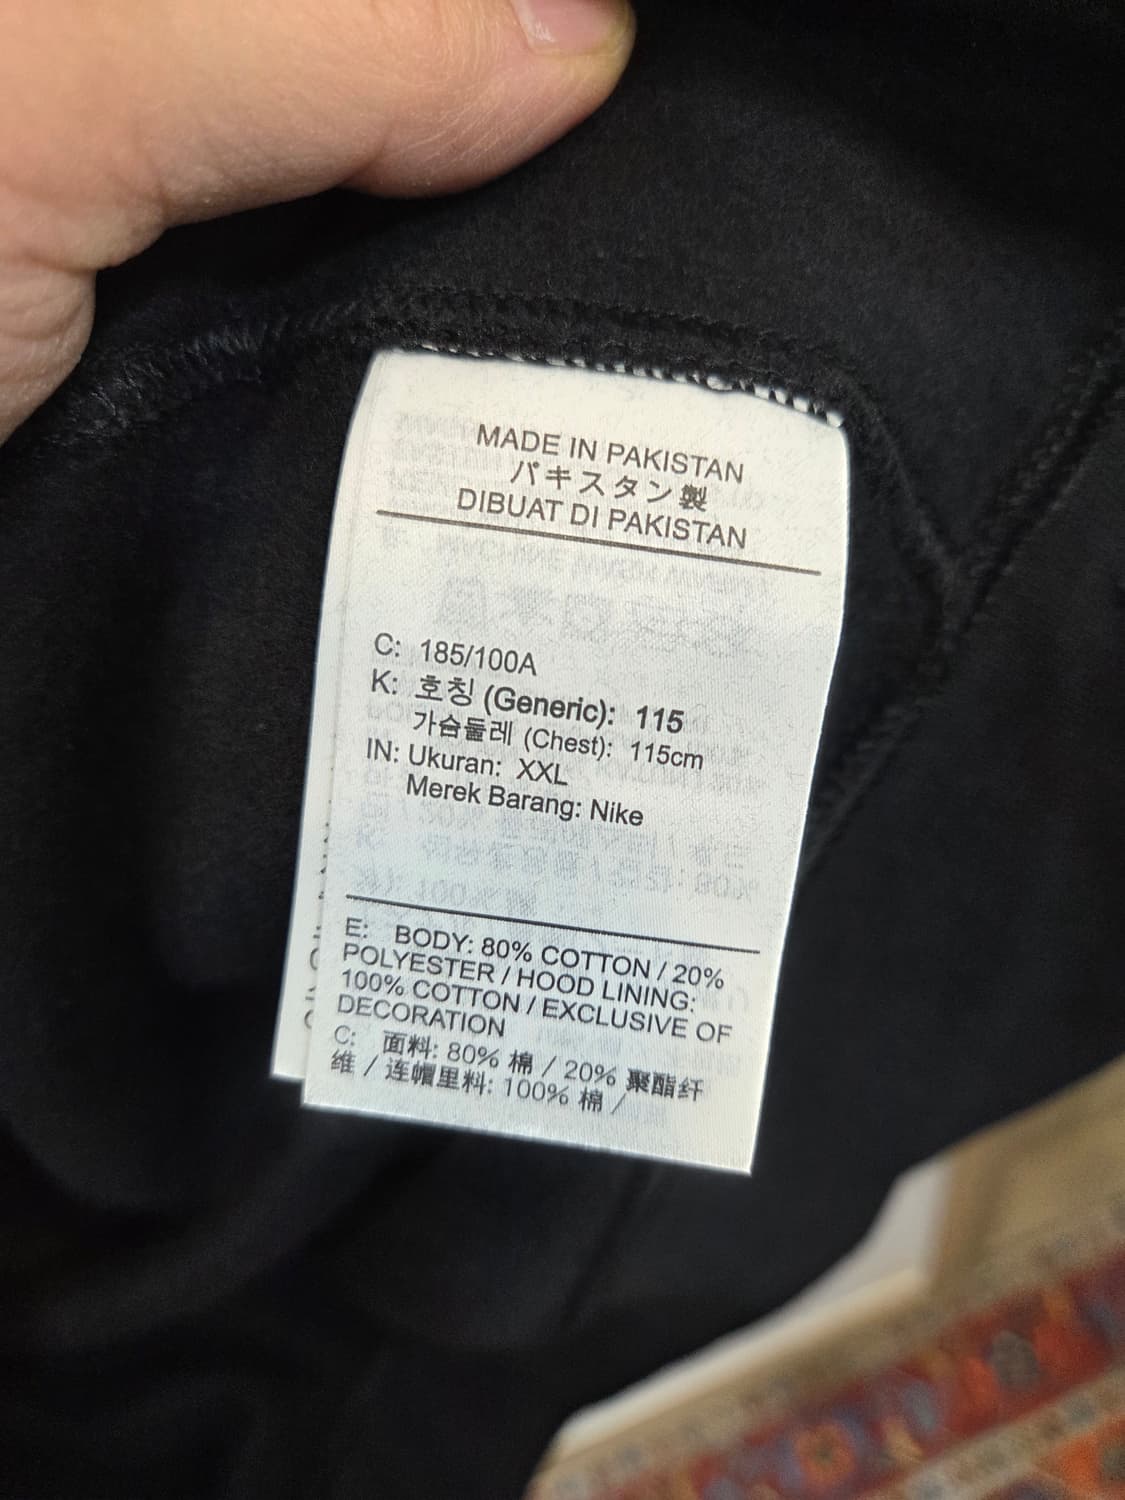 MADE IN PAKISTAN
パキスタン製
DIBUAT DI PAKISTAN
C: 185/100A
K: 호칭 (Generic): 115
가슴둘레 (Chest): 115cm
IN: Ukuran: XXL
Merek Barang: Nike
E: BODY: 80% COTTON / 20%
POLYESTER / HOOD LINING:
100% COTTON / EXCLUSIVE OF
DECORATION
C: 面料: 80% 棉 / 20% 聚酯纤
维 / 连帽里料: 100% 棉 /